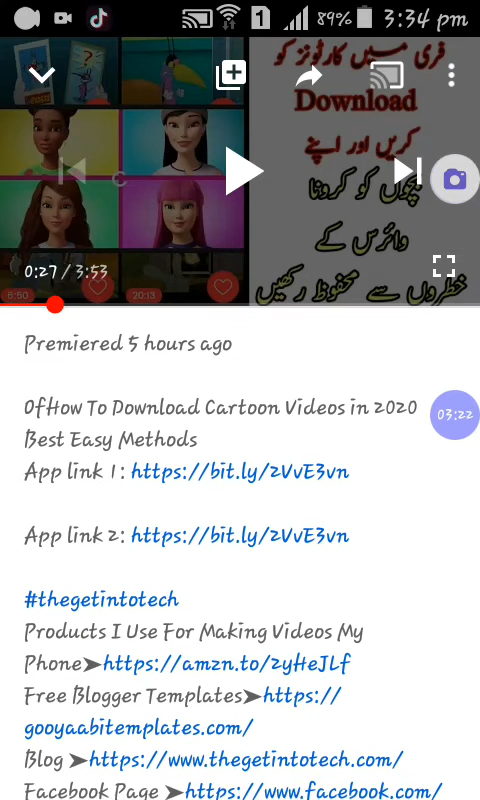 1
89%
3:34 pm
فری میں کارٹونز کو
Download
کریں اور اپنے
بچوں کو کرونا
وائرس کے
خطروں سے محفوظ رکھیں
0:27 / 3:53
6:50
20:13
Premiered 5 hours ago
03:22
OfHow To Download Cartoon Videos in 2020
Best Easy Methods
App link 1: https://bit.ly/2VvE3vn
App link 2: https://bit.ly/2VvE3vn
#thegetintotech
Products I Use For Making Videos My
Phone➤https://amzn.to/2yHeJLf
Free Blogger Templates➤https://
gooyaabitemplates.com/
Blog ➤https://www.thegetintotech.com/
Facebook Page ➤https://www.facebook.com/